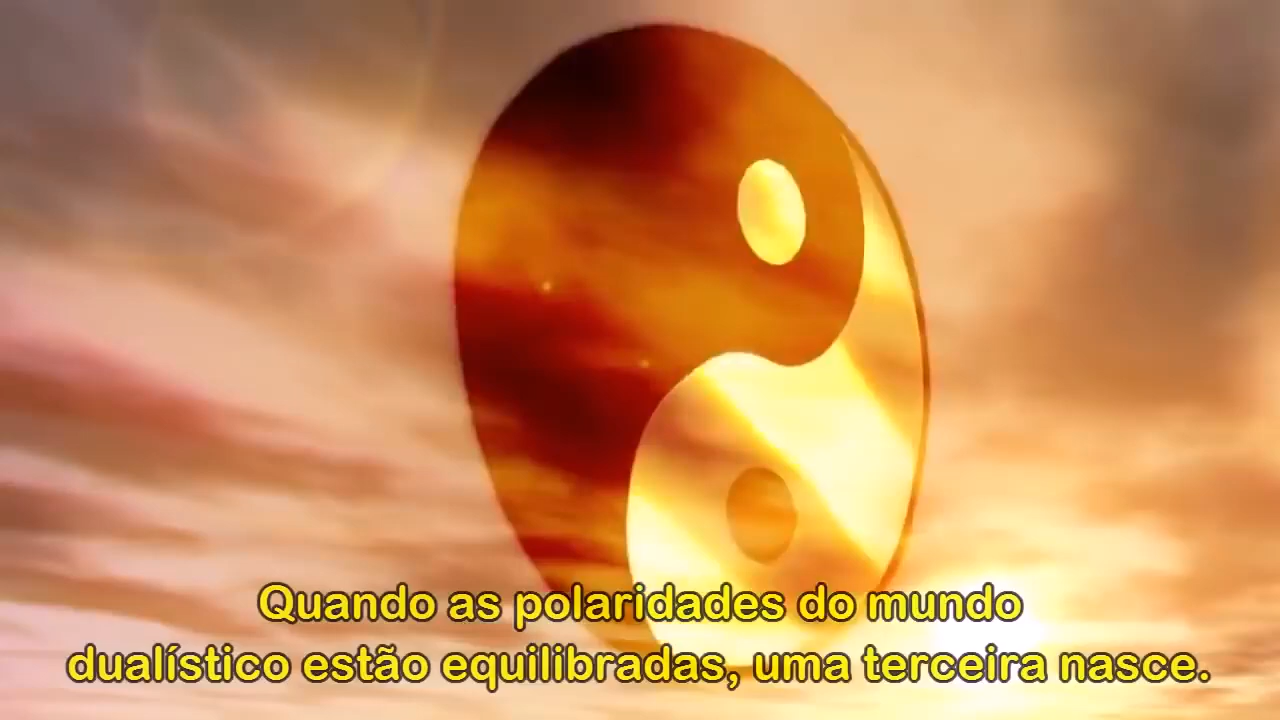 Quando as polaridades do mundo
dualístico estão equilibradas, uma terceira nasce.